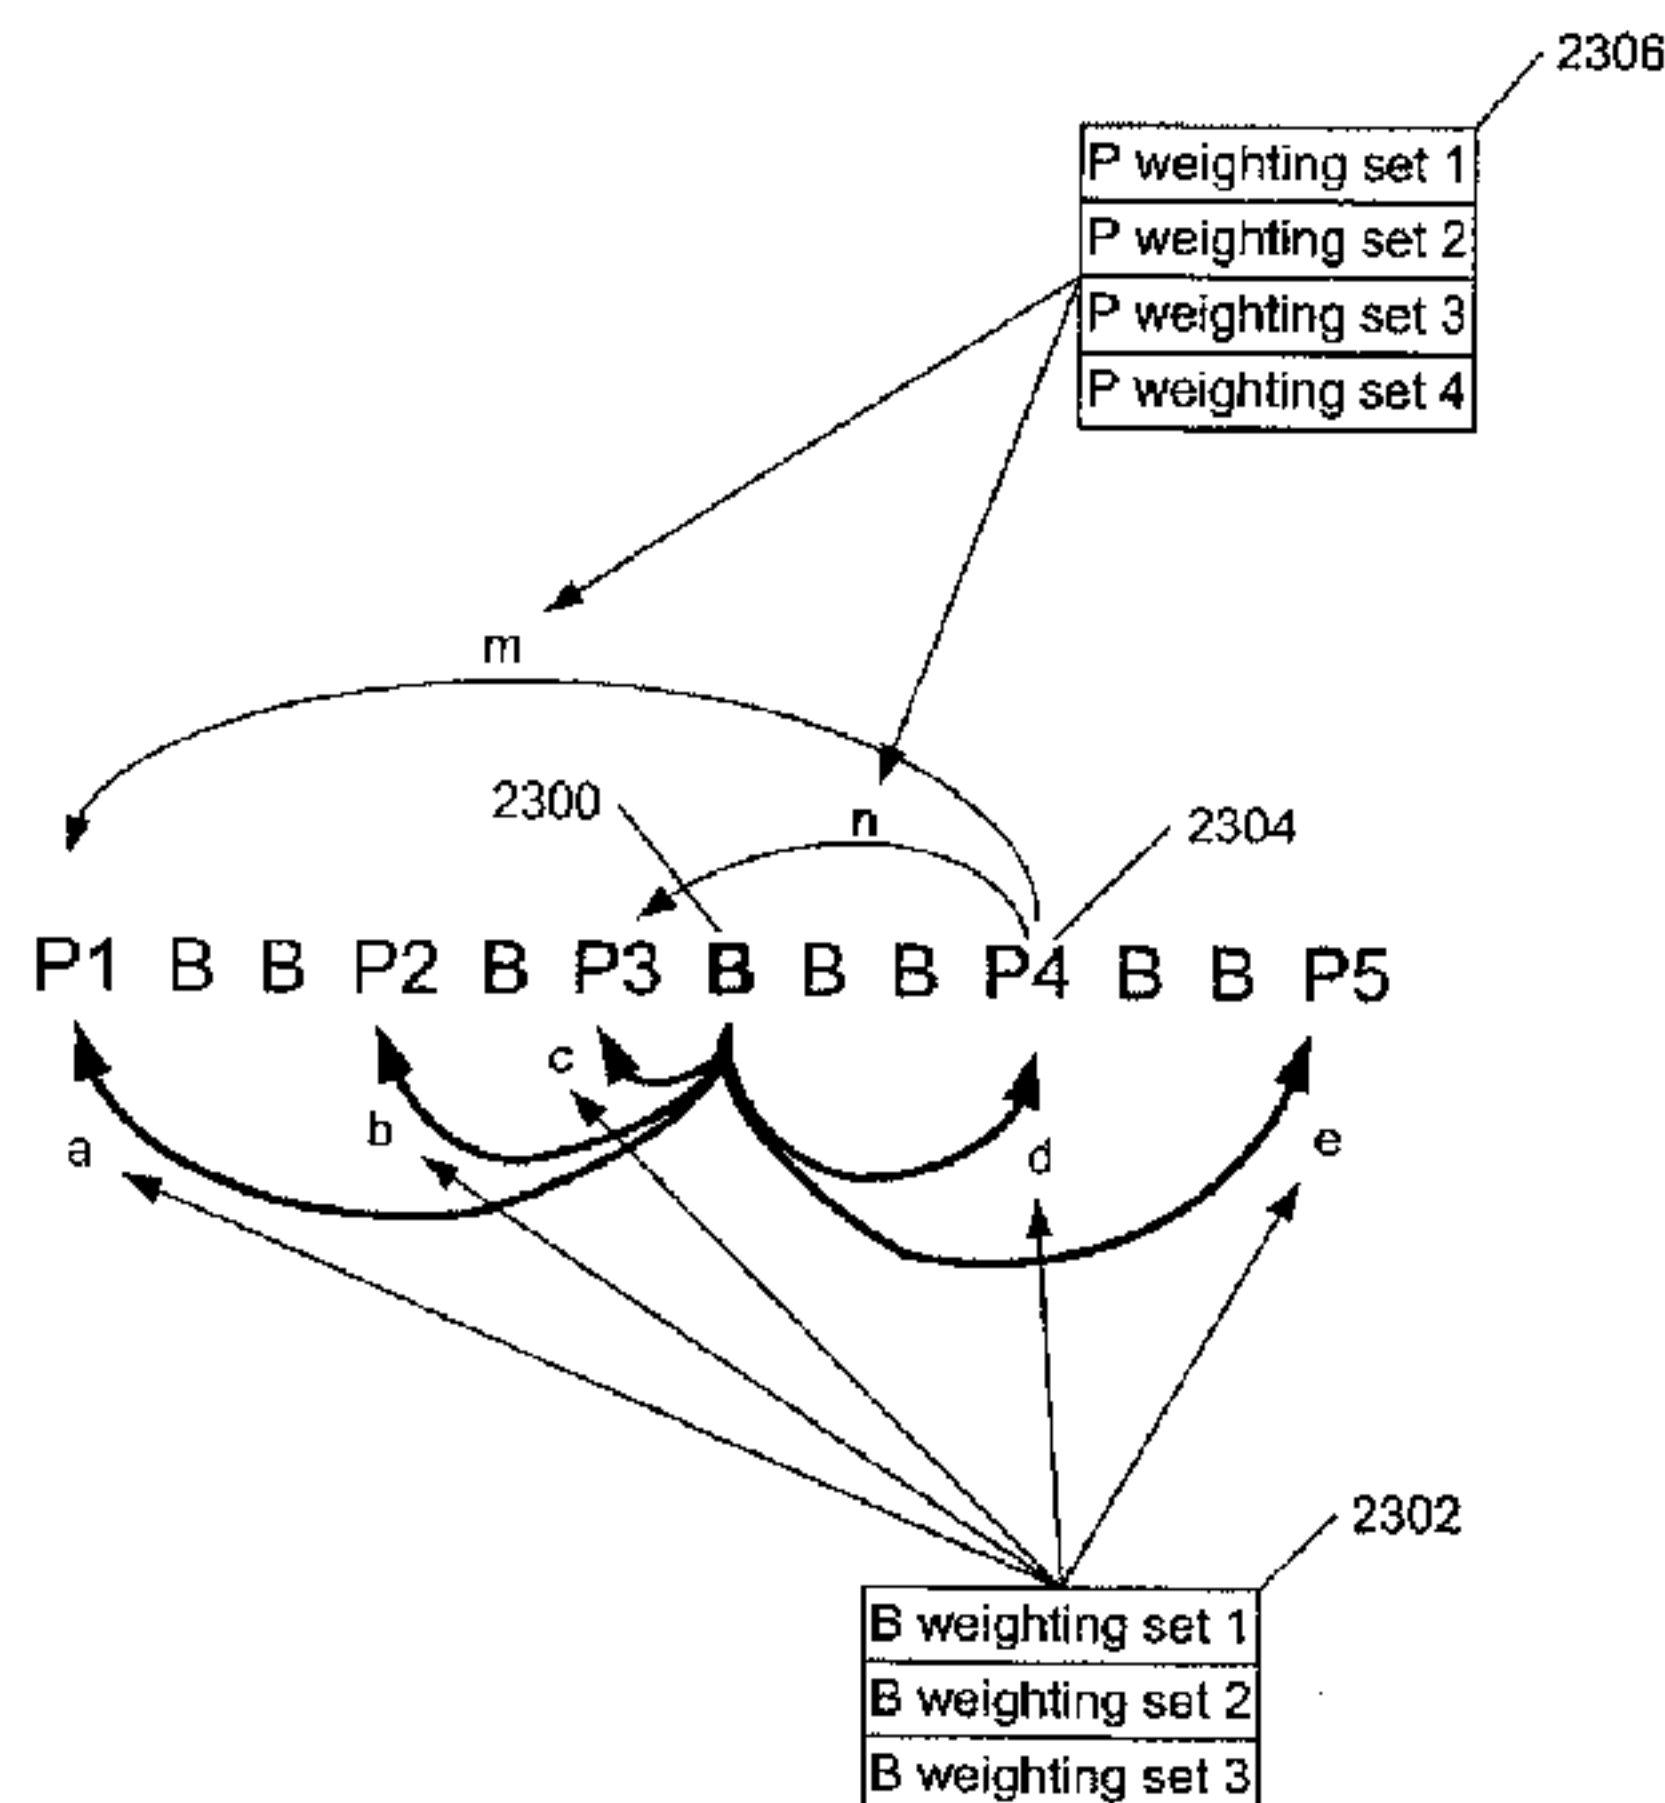 2306
P weighting set 1
P weighting set 2
P weighting set 3
P weighting set 4
m
2300
n
2304
P1 B B P2 B P3 B B B P4 B B P5
c
b
a
d
e
2302
B weighting set 1
B weighting set 2
B weighting set 3